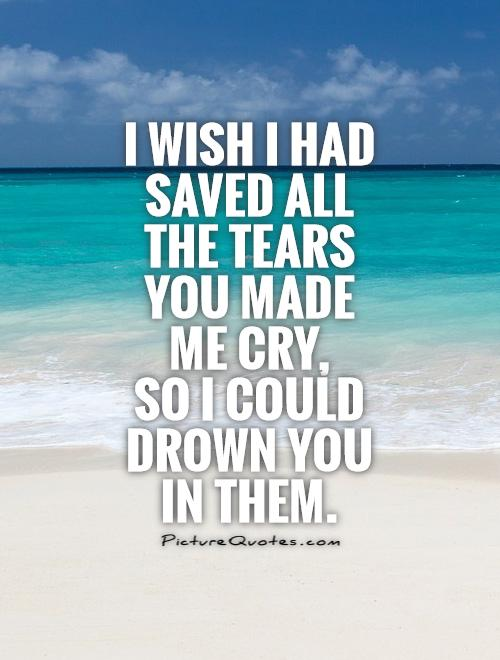 I WISH I HAD
SAVED ALL
THE TEARS
YOU MADE
ME CRY,
SO I COULD
DROWN YOU
IN THEM.
PictureQuotes.com